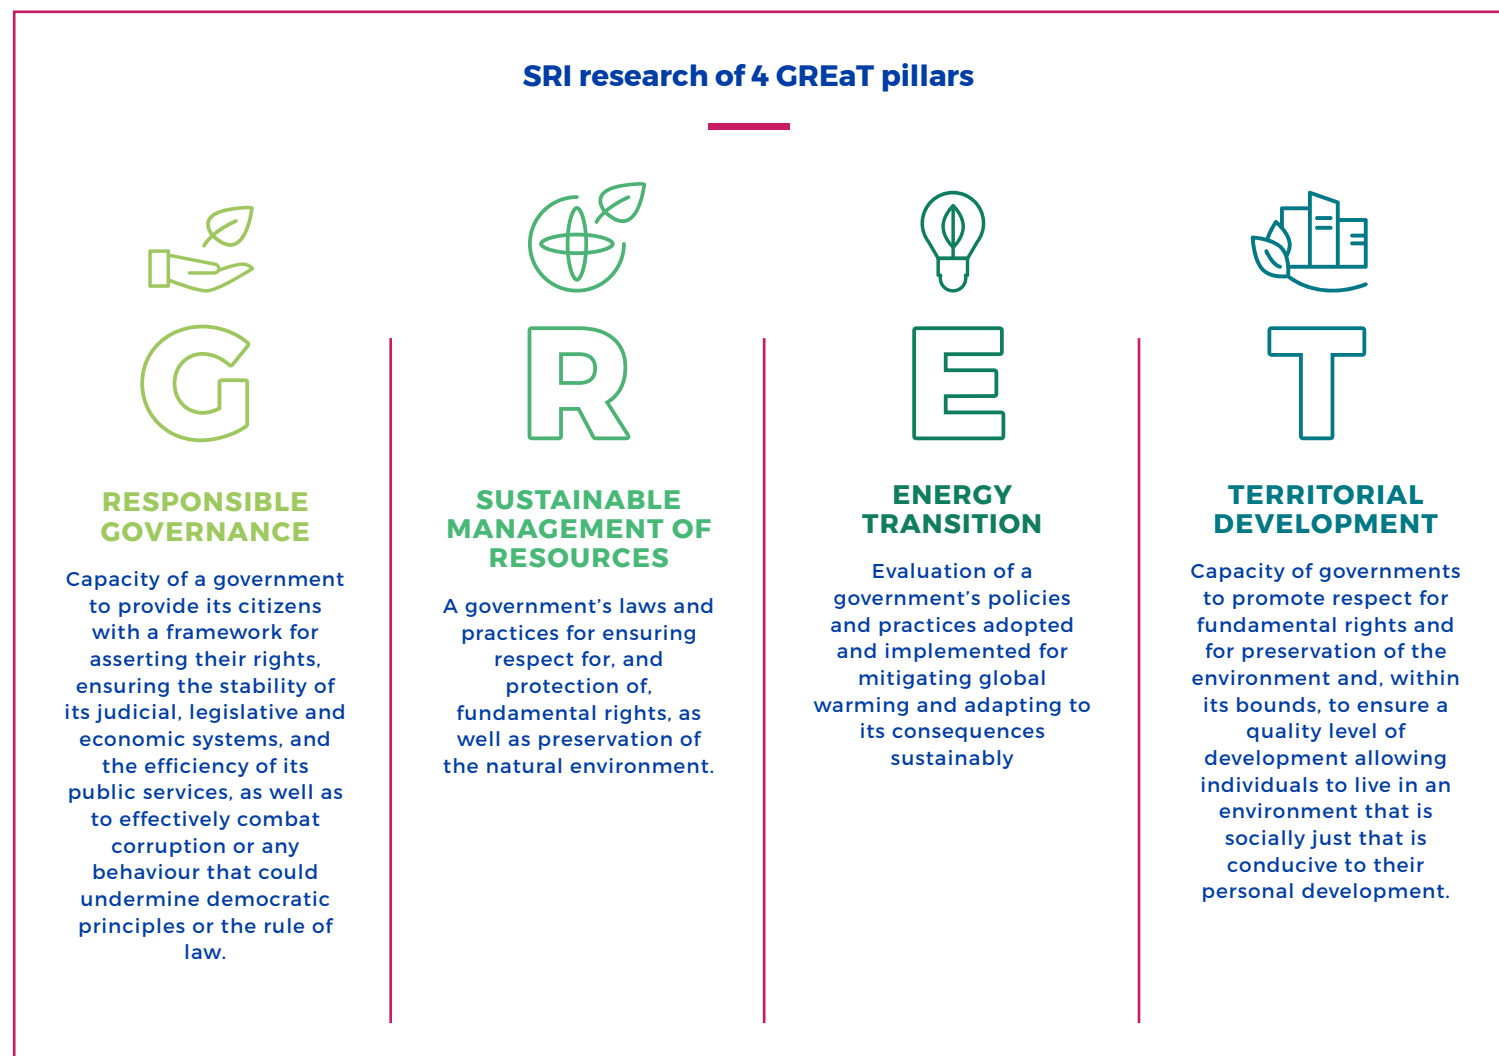 SRI research of 4 GREaT pillars
G
RESPONSIBLE
GOVERNANCE
Capacity of a government
to provide its citizens
with a framework for
asserting their rights,
ensuring the stability of
its judicial, legislative and
economic systems, and
the efficiency of its
public services, as well as
to effectively combat
corruption or any
behaviour that could
undermine democratic
principles or the rule of
law.
R
SUSTAINABLE
MANAGEMENT OF
RESOURCES
A government’s laws and
practices for ensuring
respect for, and
protection of,
fundamental rights, as
well as preservation of
the natural environment.
E
ENERGY
TRANSITION
Evaluation of a
government’s policies
and practices adopted
and implemented for
mitigating global
warming and adapting to
its consequences
sustainably
T
TERRITORIAL
DEVELOPMENT
Capacity of governments
to promote respect for
fundamental rights and
for preservation of the
environment and, within
its bounds, to ensure a
quality level of
development allowing
individuals to live in an
environment that is
socially just that is
conducive to their
personal development.